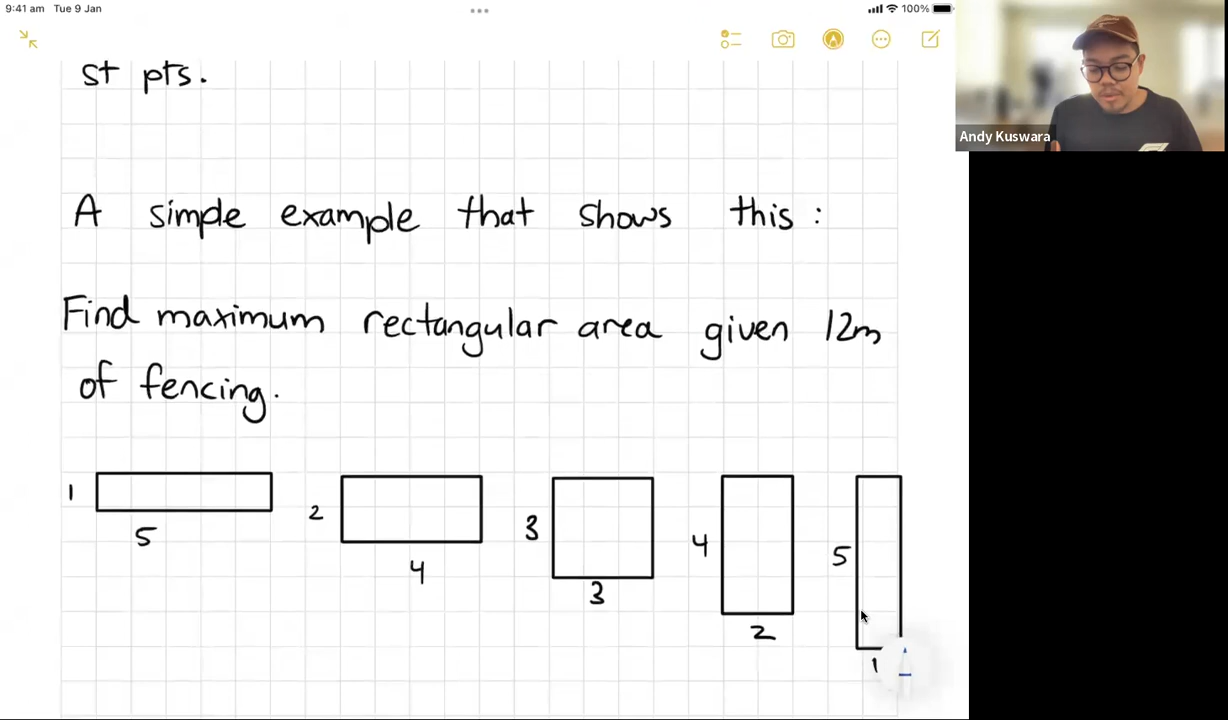 9:41 am Tue 9 Jan
100%
st pts.
Andy Kuswara
A simple example that shows this:
Find maximum rectangular area given 12m
of fencing.
1
5
2
4
3
3
4
2
5
1